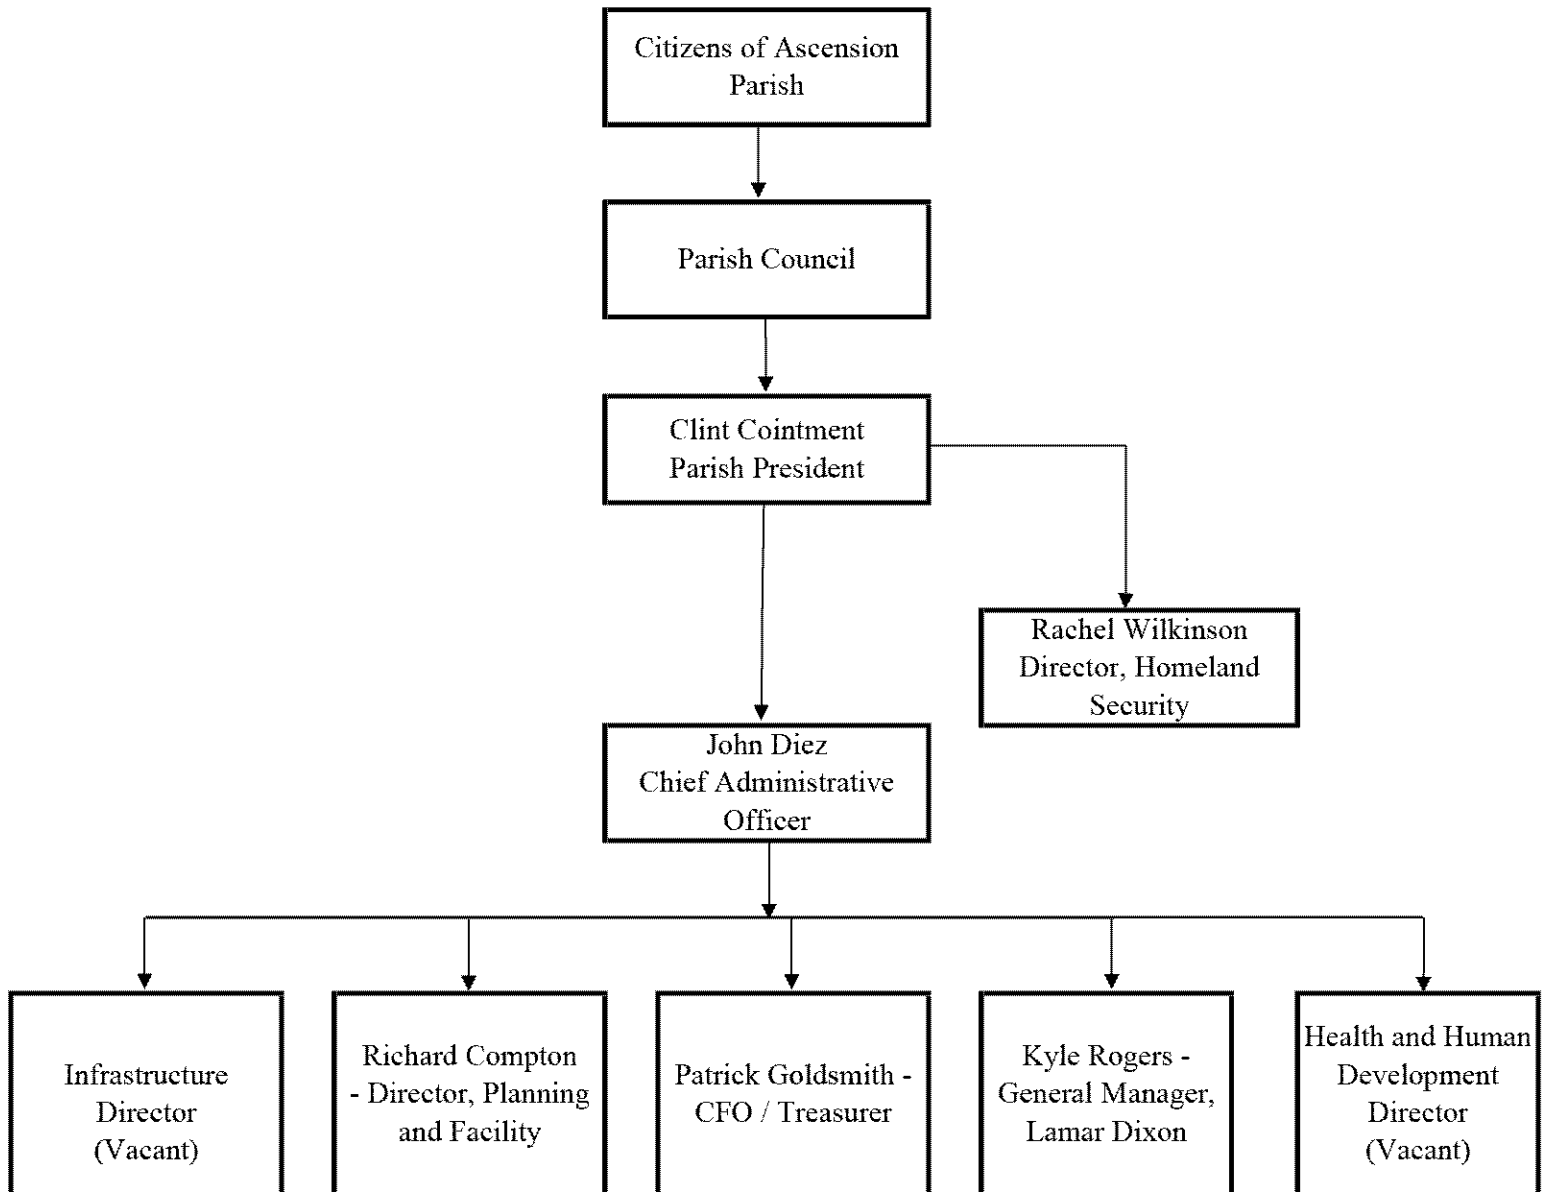 Citizens of Ascension
Parish
Parish Council
Clint Cointment
Parish President
Rachel Wilkinson
Director, Homeland
Security
John Diez
Chief Administrative
Officer
Infrastructure
Director
(Vacant)
Richard Compton
- Director, Planning
and Facility
Patrick Goldsmith -
CFO / Treasurer
Kyle Rogers -
General Manager,
Lamar Dixon
Health and Human
Development
Director
(Vacant)